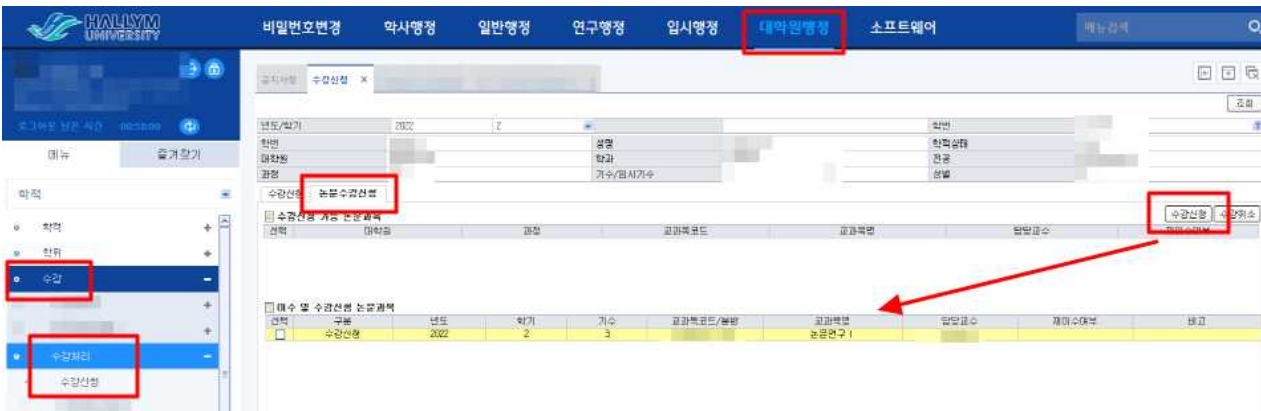 HALLYM UNIVERSITY
비밀번호변경 학사행정 일반행정 연구행정 입시행정 대학원행정 소프트웨어 메뉴검색
공지사항 수강신청 ×
조회
로그아웃 남은 시간
년도/학기 2022 2 학번
학번 성명 학적상태
대학원 학과 전공
과정 기수/잔시기수 성별
메뉴 즐겨찾기
수강신청 논문수강신청
학적
수강신청 가능 논문과목 수강신청 수강취소
선택 대학원 과정 교과목코드 교과목명 담당교수 재이수여부
학적
학위
수강
이수 및 수강신청 논문과목
선택 구분 년도 학기 기수 교과목코드/분반 교과목명 담당교수 재이수여부 비고
수강신청 2022 2 3 논문연구 I
수강처리
수강신청